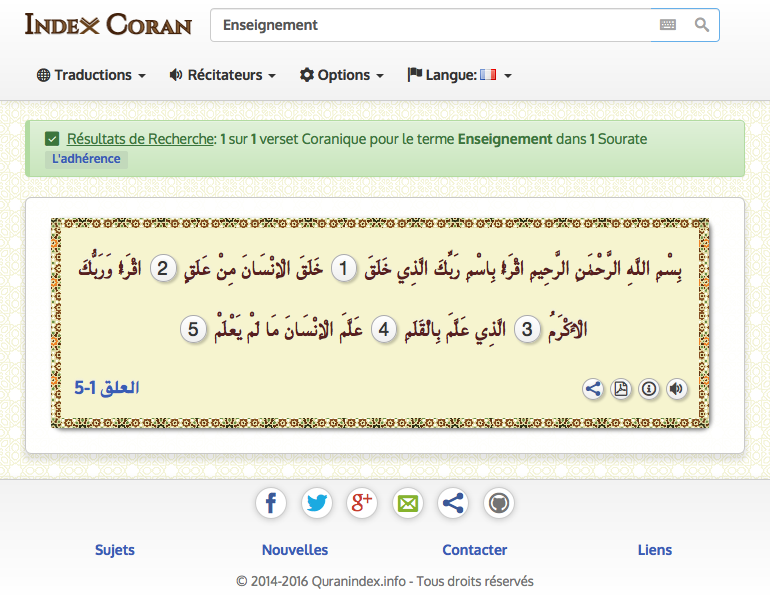 INDEX CORAN
Enseignement
Traductions Récitateurs Options Langue:
Résultats de Recherche: 1 sur 1 verset Coranique pour le terme Enseignement dans 1 Sourate
L'adhérence
بِسْمِ اللَّهِ الرَّحْمَٰنِ الرَّحِيمِ اقْرَأْ بِاسْمِ رَبِّكَ الَّذِي خَلَقَ 1 خَلَقَ الْإِنْسَانَ مِنْ عَلَقٍ 2 اقْرَأْ وَرَبُّكَ
الْأَكْرَمُ 3 الَّذِي عَلَّمَ بِالْقَلَمِ 4 عَلَّمَ الْإِنْسَانَ مَا لَمْ يَعْلَمْ 5
العلق 1-5
Sujets Nouvelles Contacter Liens
© 2014-2016 Quranindex.info - Tous droits réservés